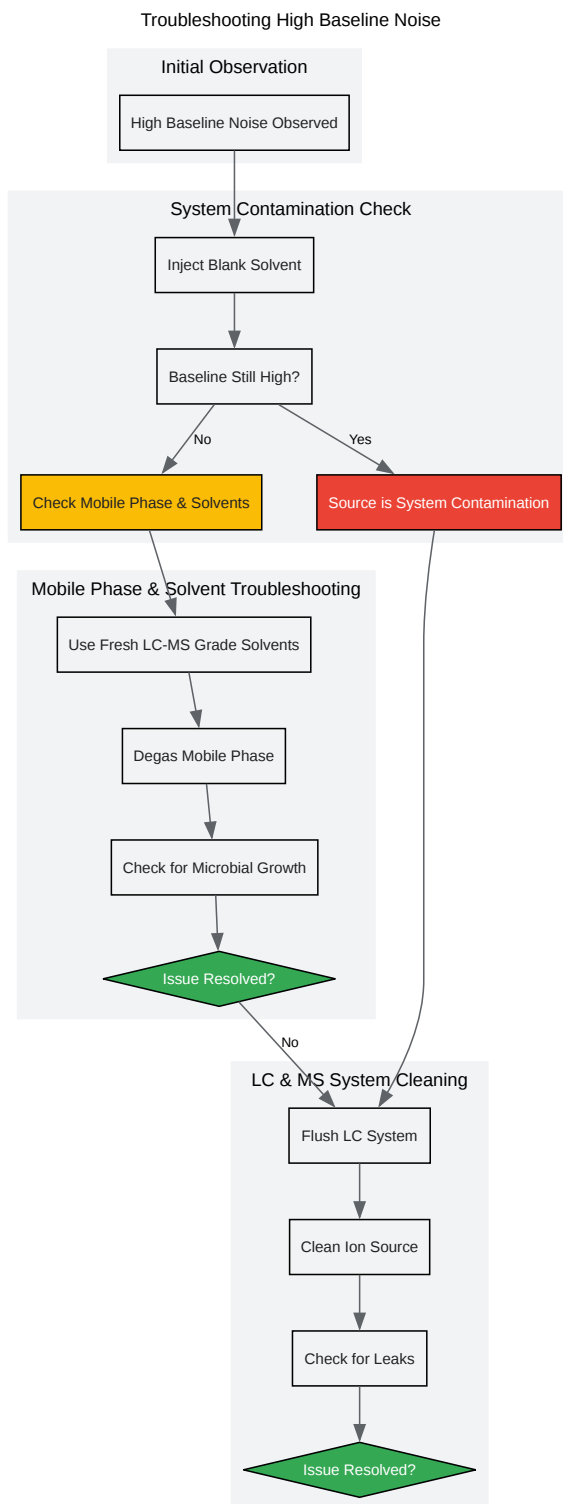 Troubleshooting High Baseline Noise
Initial Observation
High Baseline Noise Observed
System Contamination Check
Inject Blank Solvent
Baseline Still High?
No
Yes
Check Mobile Phase & Solvents
Source is System Contamination
Mobile Phase & Solvent Troubleshooting
Use Fresh LC-MS Grade Solvents
Degas Mobile Phase
Check for Microbial Growth
Issue Resolved?
No
LC & MS System Cleaning
Flush LC System
Clean Ion Source
Check for Leaks
Issue Resolved?